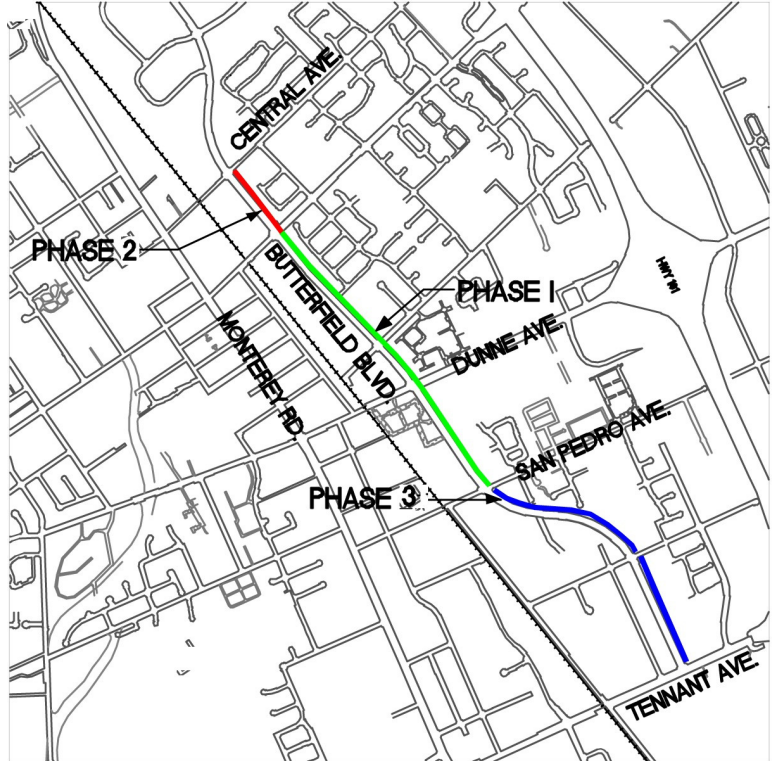 CENTRAL AVE.
PHASE 2
BUTTERFIELD BLVD.
PHASE 1
HWY 101
MONTEREY RD.
DUNNE AVE.
SAN PEDRO AVE.
PHASE 3
TENNANT AVE.